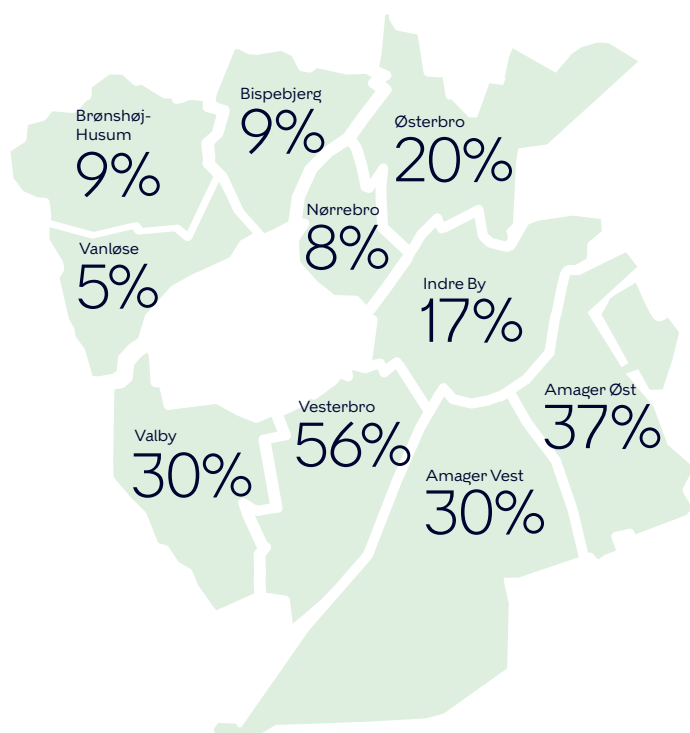 Bispebjerg
9%
Brønshøj-
Husum
9%
Østerbro
20%
Nørrebro
8%
Vanløse
5%
Indre By
17%
Amager Øst
37%
Vesterbro
56%
Valby
30%
Amager Vest
30%